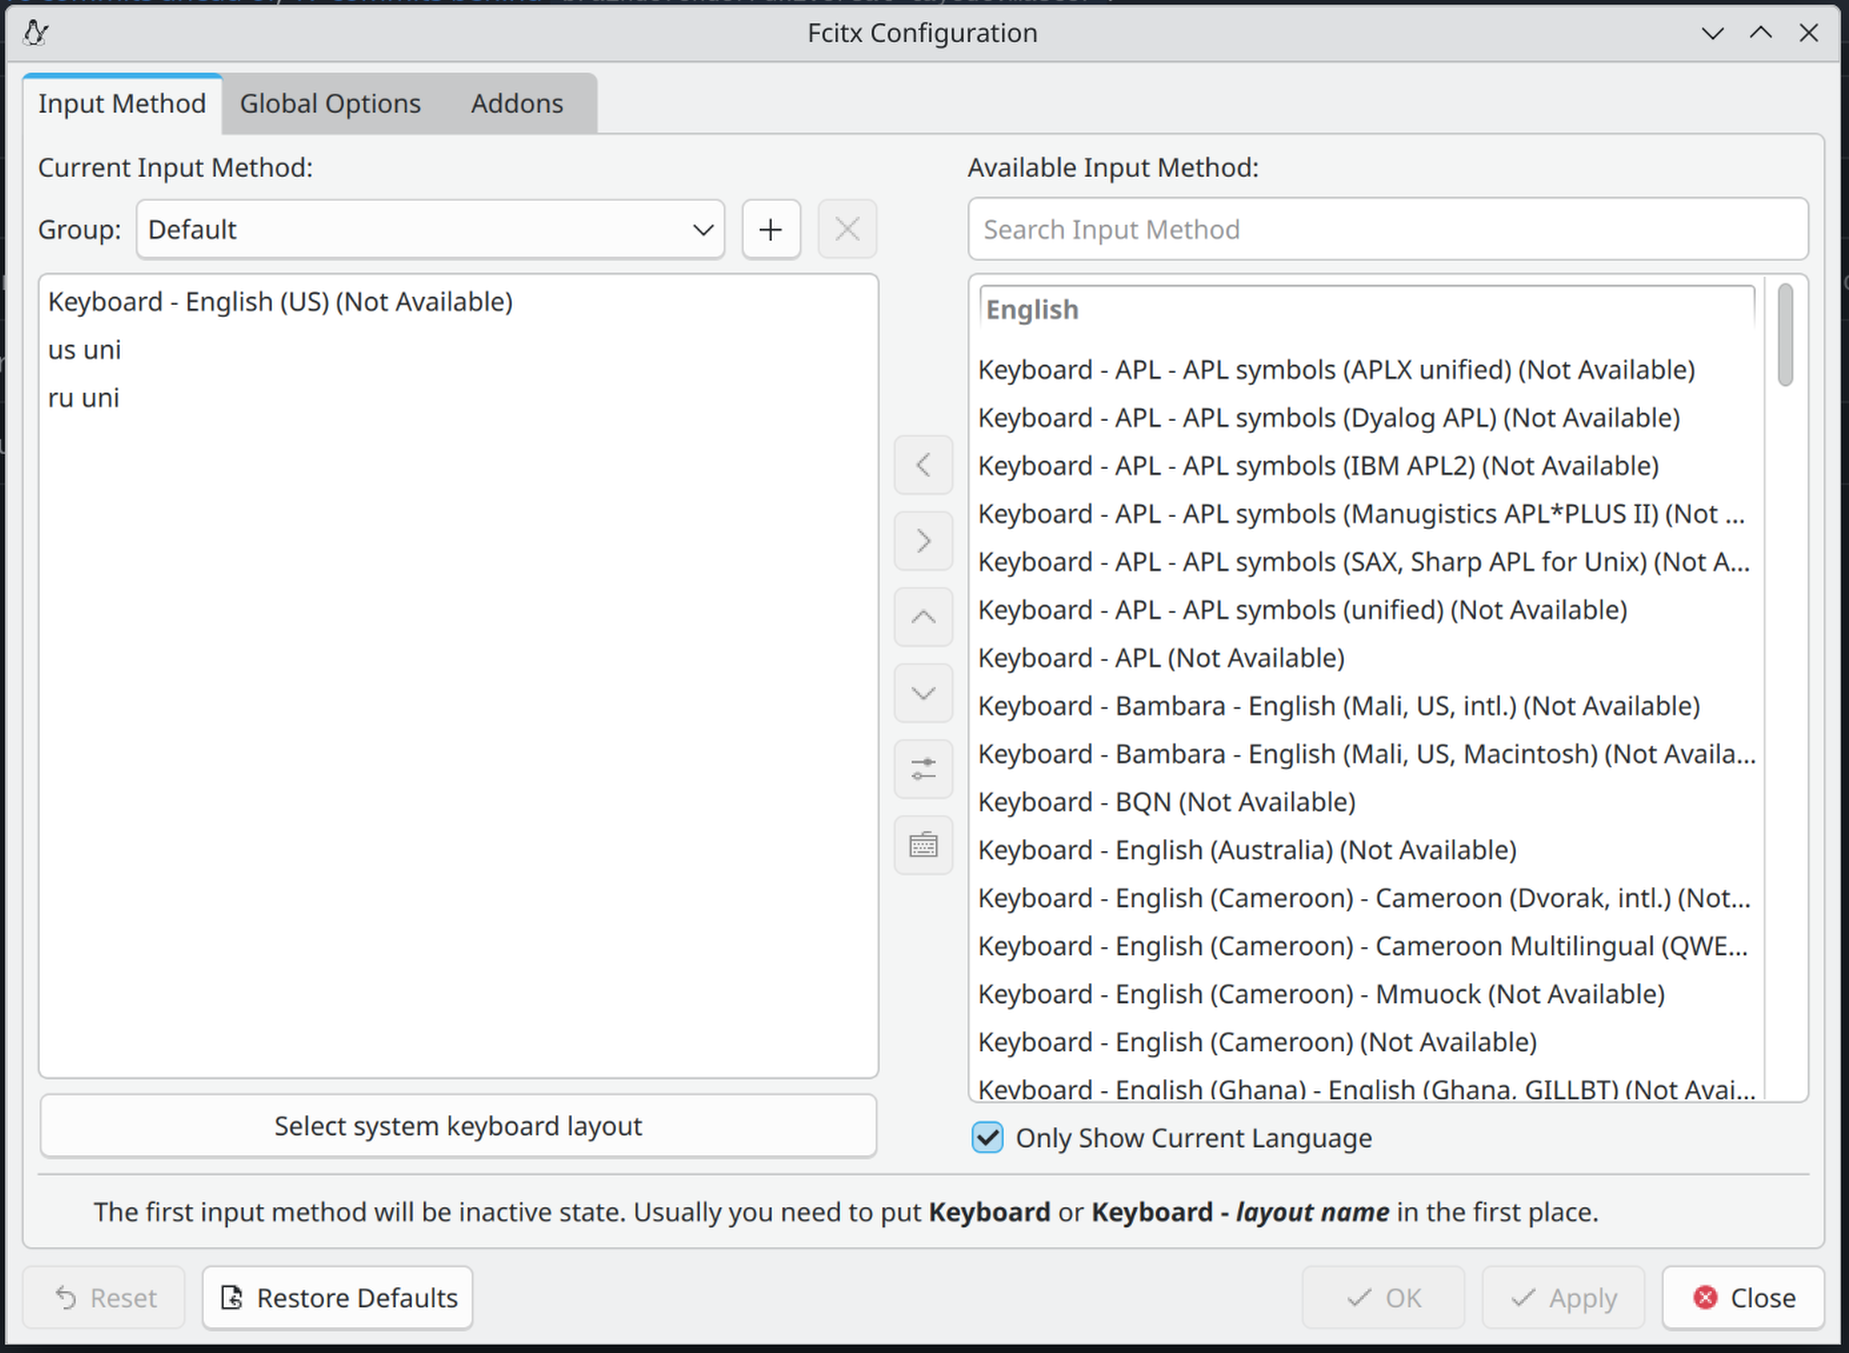 Fcitx Configuration
Input Method
Global Options
Addons
Current Input Method:
Group:
Default
Keyboard - English (US) (Not Available)
us uni
ru uni
Select system keyboard layout
Available Input Method:
Search Input Method
English
Keyboard - APL - APL symbols (APLX unified) (Not Available)
Keyboard - APL - APL symbols (Dyalog APL) (Not Available)
Keyboard - APL - APL symbols (IBM APL2) (Not Available)
Keyboard - APL - APL symbols (Manugistics APL*PLUS II) (Not ...
Keyboard - APL - APL symbols (SAX, Sharp APL for Unix) (Not A...
Keyboard - APL - APL symbols (unified) (Not Available)
Keyboard - APL (Not Available)
Keyboard - Bambara - English (Mali, US, intl.) (Not Available)
Keyboard - Bambara - English (Mali, US, Macintosh) (Not Availa...
Keyboard - BQN (Not Available)
Keyboard - English (Australia) (Not Available)
Keyboard - English (Cameroon) - Cameroon (Dvorak, intl.) (Not...
Keyboard - English (Cameroon) - Cameroon Multilingual (QWE...
Keyboard - English (Cameroon) - Mmuock (Not Available)
Keyboard - English (Cameroon) (Not Available)
Keyboard - English (Ghana) - English (Ghana, GILLBT) (Not Avai...
Only Show Current Language
The first input method will be inactive state. Usually you need to put Keyboard or Keyboard - layout name in the first place.
Reset
Restore Defaults
OK
Apply
Close